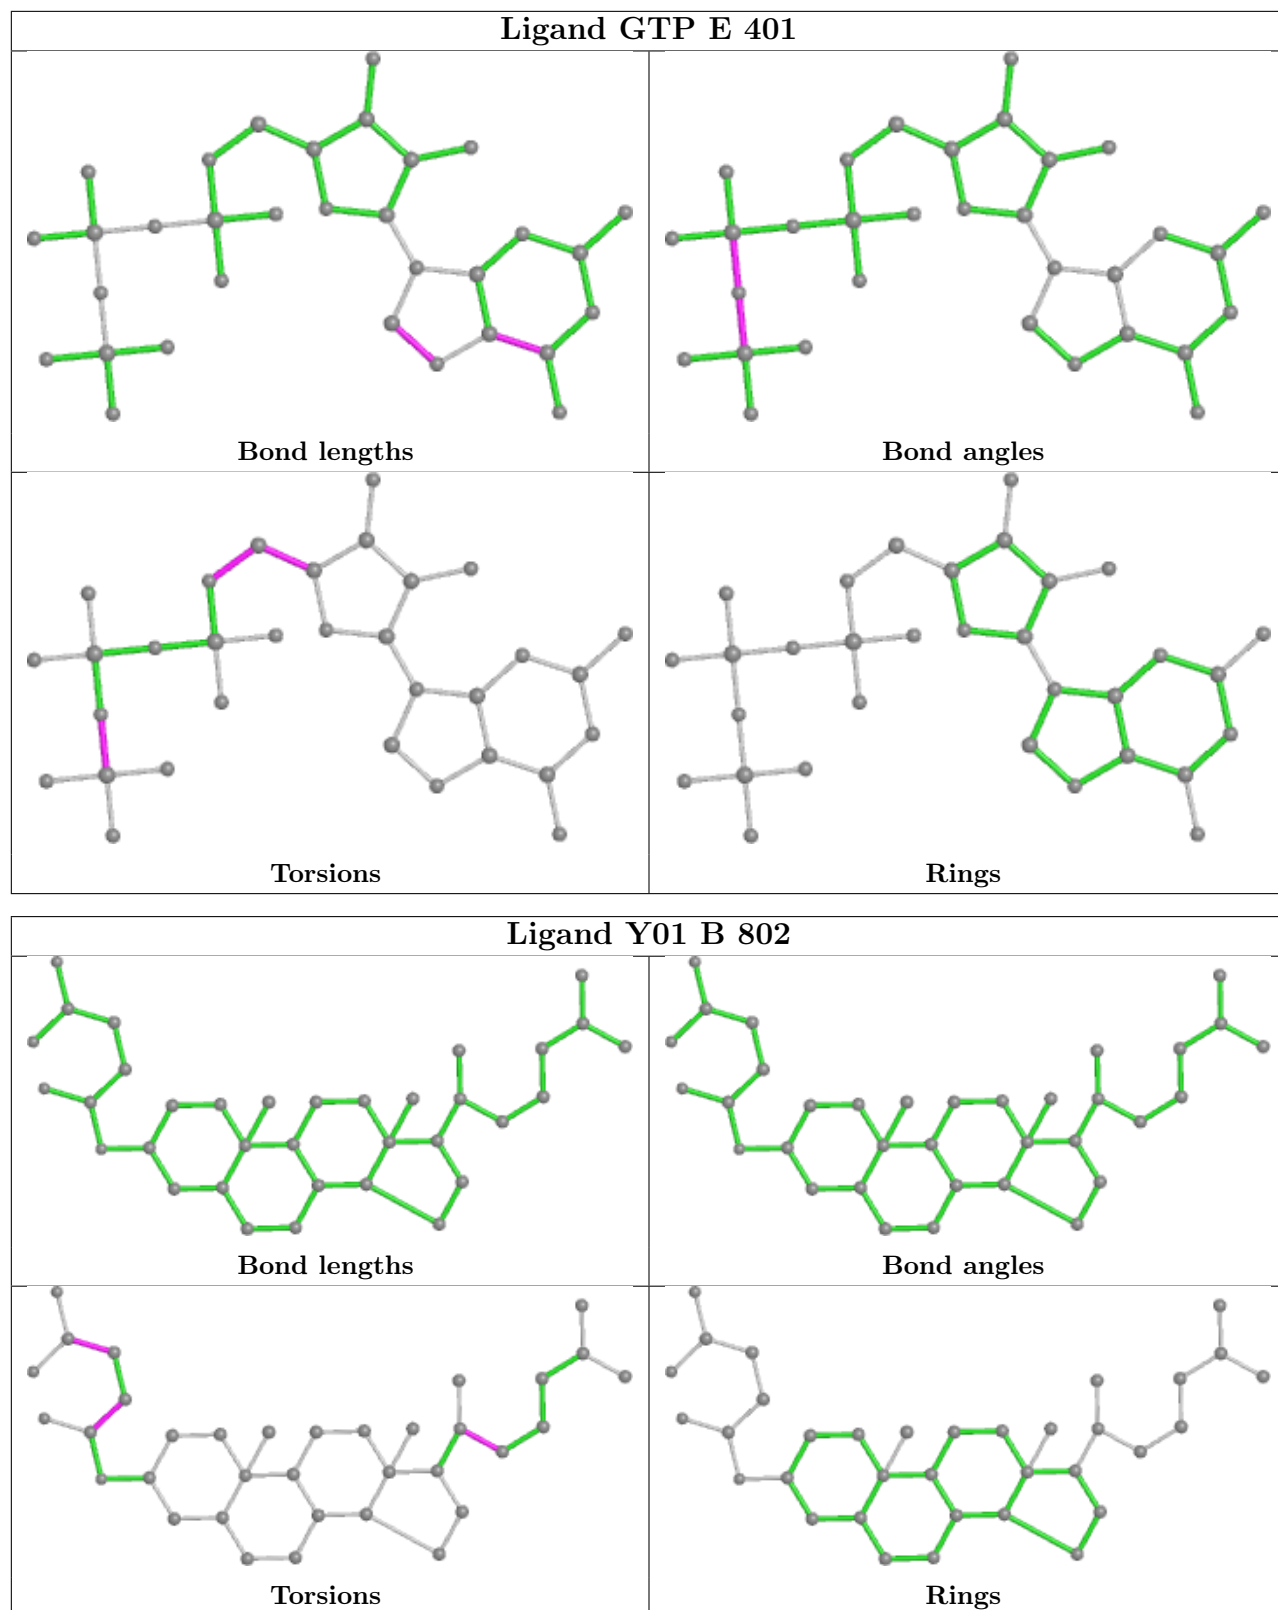 Ligand GTP E 401
Bond lengths
Bond angles
Torsions
Rings
Ligand Y01 B 802
Bond lengths
Bond angles
Torsions
Rings